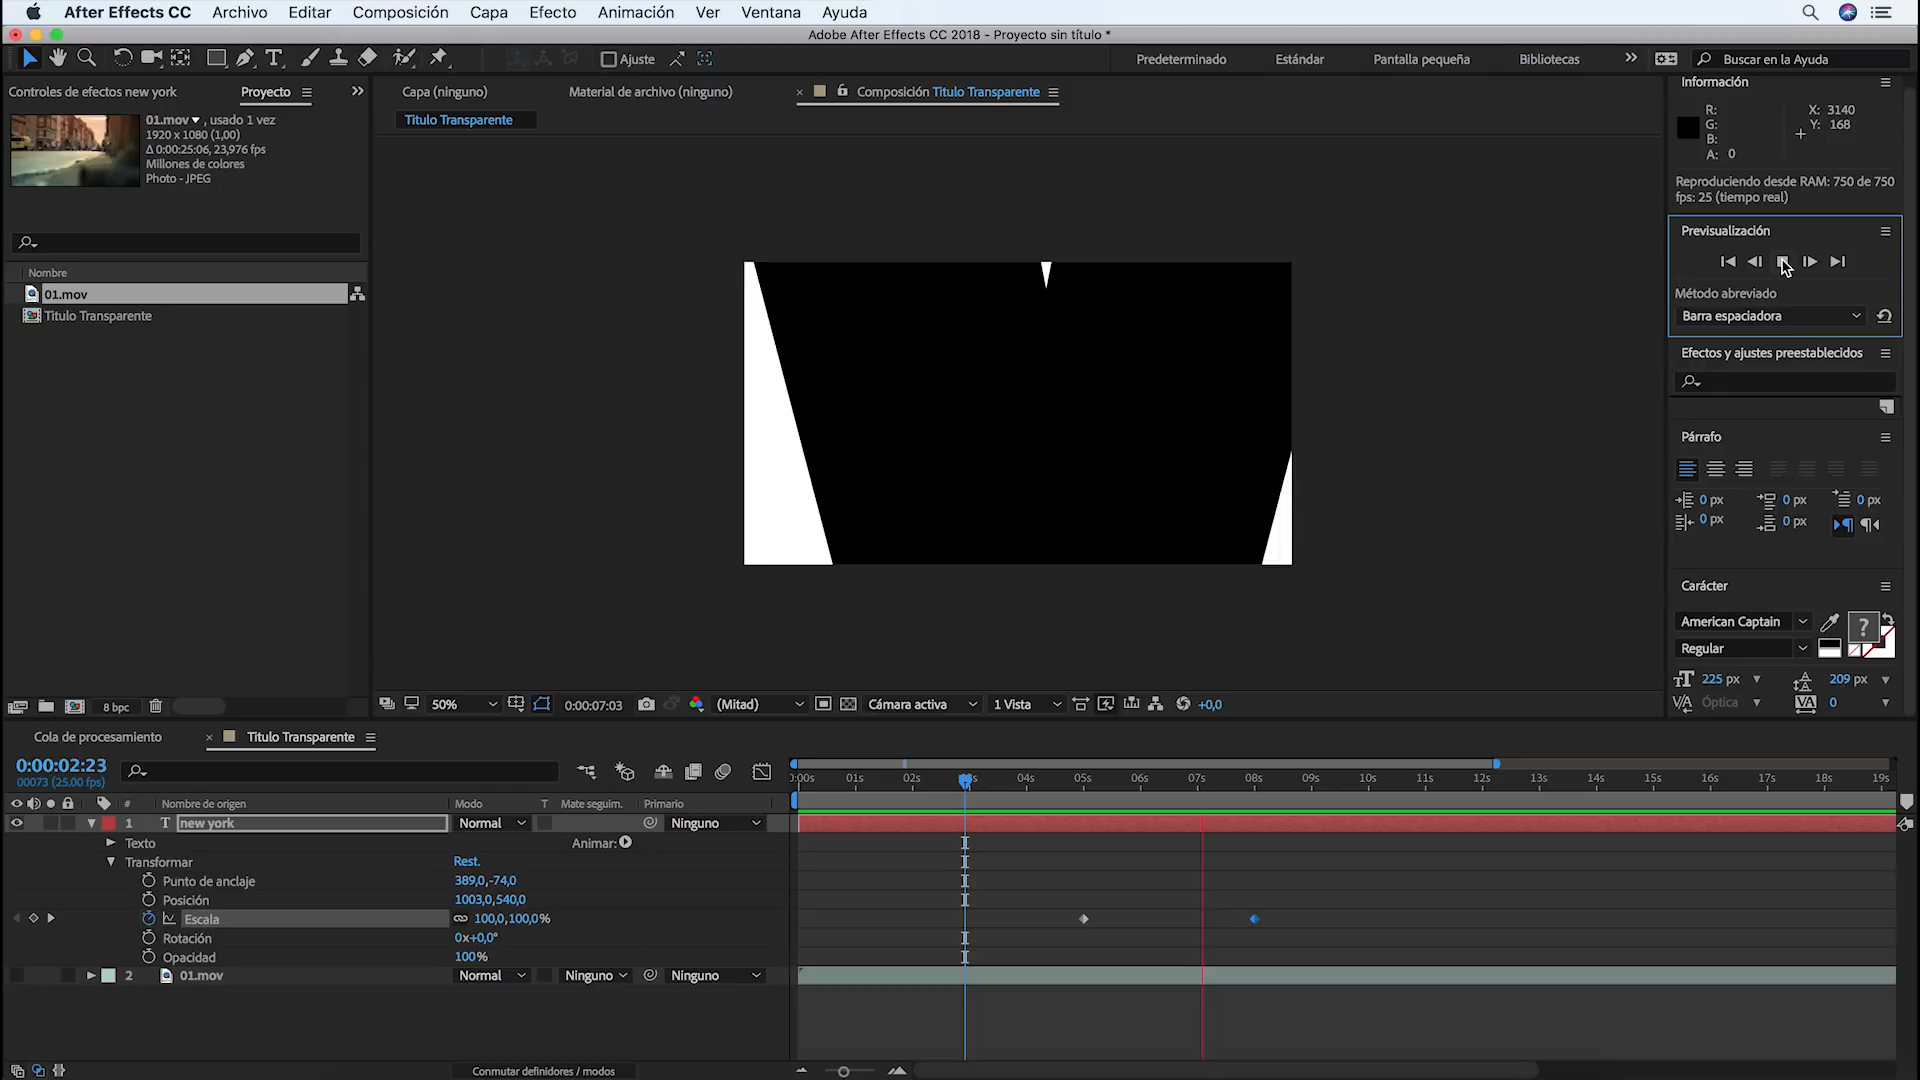 After Effects CC Archivo Editar Composición Capa Efecto Animación Ver Ventana Ayuda
Adobe After Effects CC 2018 - Proyecto sin título *
Ajuste Predeterminado Estándar Pantalla pequeña Bibliotecas Buscar en la Ayuda
Controles de efectos new york Proyecto Capa (ninguno) Material de archivo (ninguno) Composición Titulo Transparente
Titulo Transparente
01.mov , usado 1 vez
1920 x 1080 (1,00)
Δ 0:00:25:06, 23,976 fps
Millones de colores
Photo - JPEG
Nombre
01.mov
Titulo Transparente
Información
R: X: 3140
G: Y: 168
B:
A: 0
Reproduciendo desde RAM: 750 de 750
fps: 25 (tiempo real)
Previsualización
Método abreviado
Barra espaciadora
Efectos y ajustes preestablecidos
Párrafo
0 px 0 px 0 px
0 px 0 px
Carácter
American Captain
?
Regular
225 px 209 px
Óptica 0
8 bpc 50% 0:00:07:03 (Mitad) Cámara activa 1 Vista +0,0
Cola de procesamiento Titulo Transparente
0:00:02:23
00073 (25.00 fps)
0:00s 01s 02s 04s 05s 06s 07s 08s 09s 10s 11s 12s 13s 14s 15s 16s 17s 18s 19s
# Nombre de origen Modo T Mate seguim. Primario
1 T new york Normal Ninguno
Texto Animar:
Transformar Rest.
Punto de anclaje 389,0,-74,0
Posición 1003,0,540,0
Escala 100,0,100,0%
Rotación 0x+0,0°
Opacidad 100%
2 01.mov Normal Ninguno Ninguno
Conmutar definidores / modos